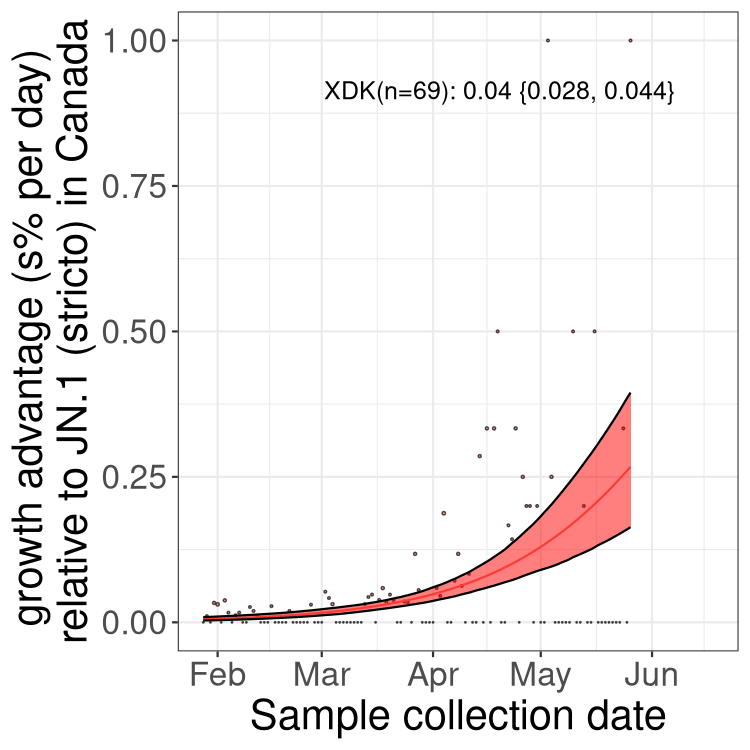 growth advantage (s% per day)
relative to JN.1 (stricto) in Canada
1.00
XDK(n=69): 0.04 {0.028, 0.044}
0.75
0.50
0.25
0.00
Feb Mar Apr May Jun
Sample collection date